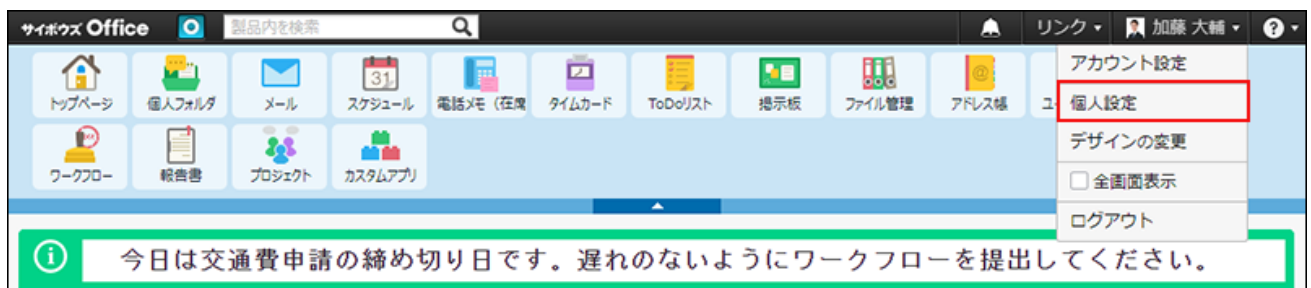 サイボウズ Office 製品内を検索 リンク 加藤 大輔
アカウント設定
トップページ 個人フォルダ メール スケジュール 電話メモ（在席 タイムカード ToDoリスト 掲示板 ファイル管理 アドレス帳 ユ
個人設定
デザインの変更
ワークフロー 報告書 プロジェクト カスタムアプリ
全画面表示
ログアウト
今日は交通費申請の締め切り日です。遅れのないようにワークフローを提出してください。